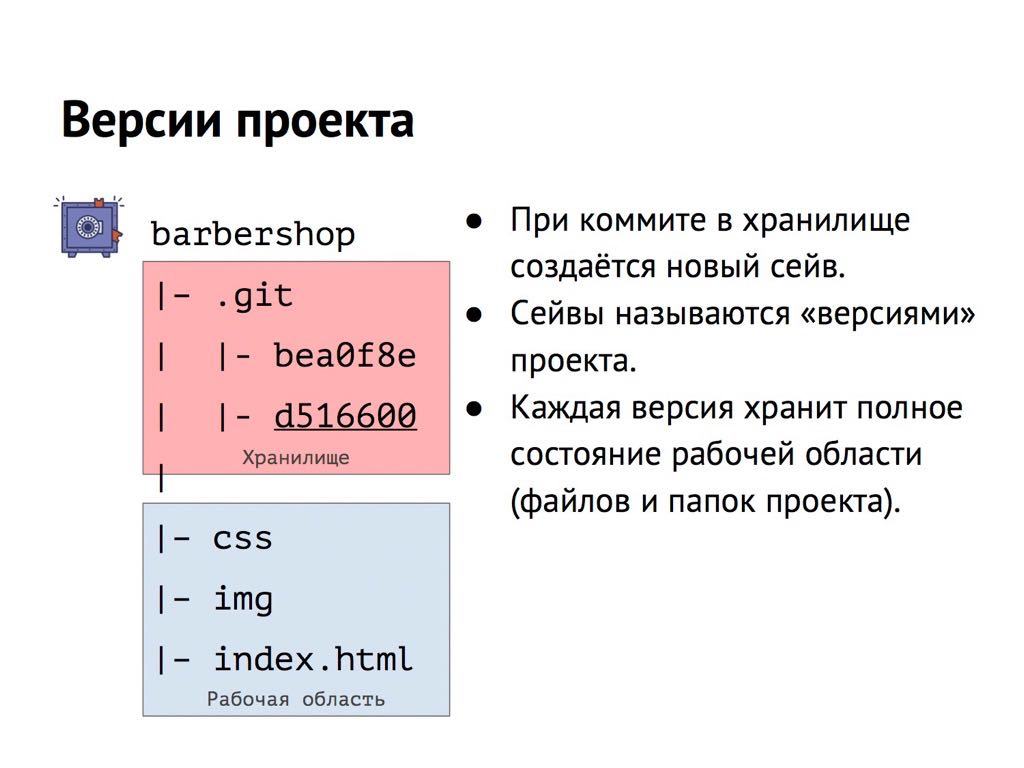 Версии проекта
barbershop
|– .git
|  |- bea0f8e
|  |- d516600
Хранилище
|
|– css
|– img
|– index.html
Рабочая область
● При коммите в хранилище
создаётся новый сейв.
● Сейвы называются «версиями»
проекта.
● Каждая версия хранит полное
состояние рабочей области
(файлов и папок проекта).